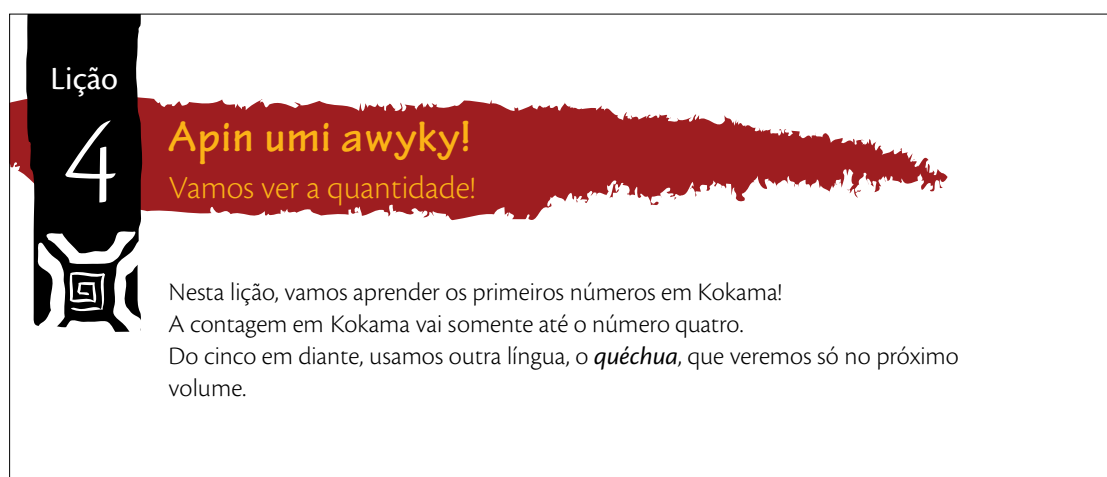 Lição
4
Apin umi awyky!
Vamos ver a quantidade!
Nesta lição, vamos aprender os primeiros números em Kokama!
A contagem em Kokama vai somente até o número quatro.
Do cinco em diante, usamos outra língua, o quéchua, que veremos só no próximo
volume.